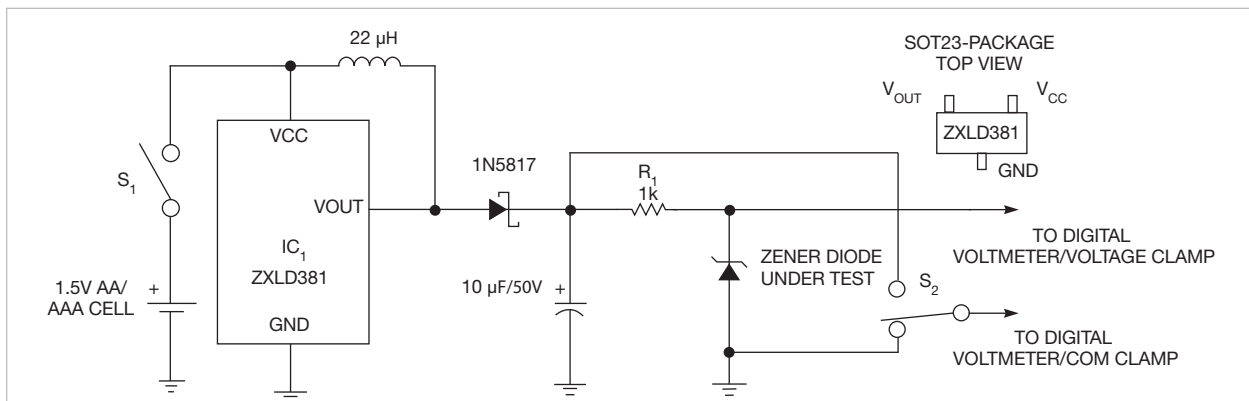 22 µH
SOT23-PACKAGE
TOP VIEW
VOUT
VCC
ZXLD381
GND
VCC
1N5817
R1
1k
S1
VOUT
IC1
ZXLD381
ZENER DIODE
UNDER TEST
TO DIGITAL
VOLTMETER/VOLTAGE CLAMP
S2
1.5V AA/
AAA CELL
+
10 µF/50V
+
GND
TO DIGITAL
VOLTMETER/COM CLAMP